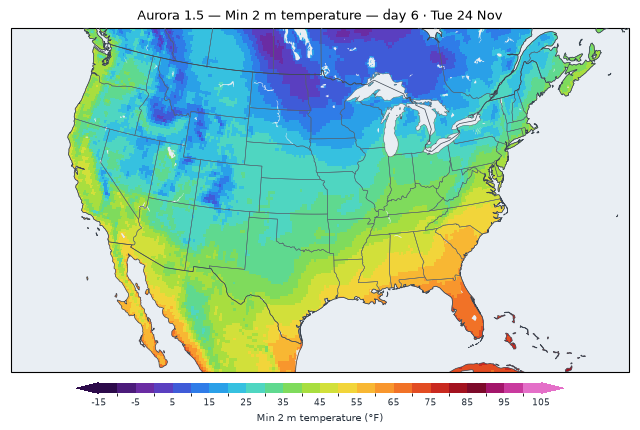 Aurora 1.5 — Min 2 m temperature — day 6 · Tue 24 Nov
-15 -5 5 15 25 35 45 55 65 75 85 95 105
Min 2 m temperature (°F)